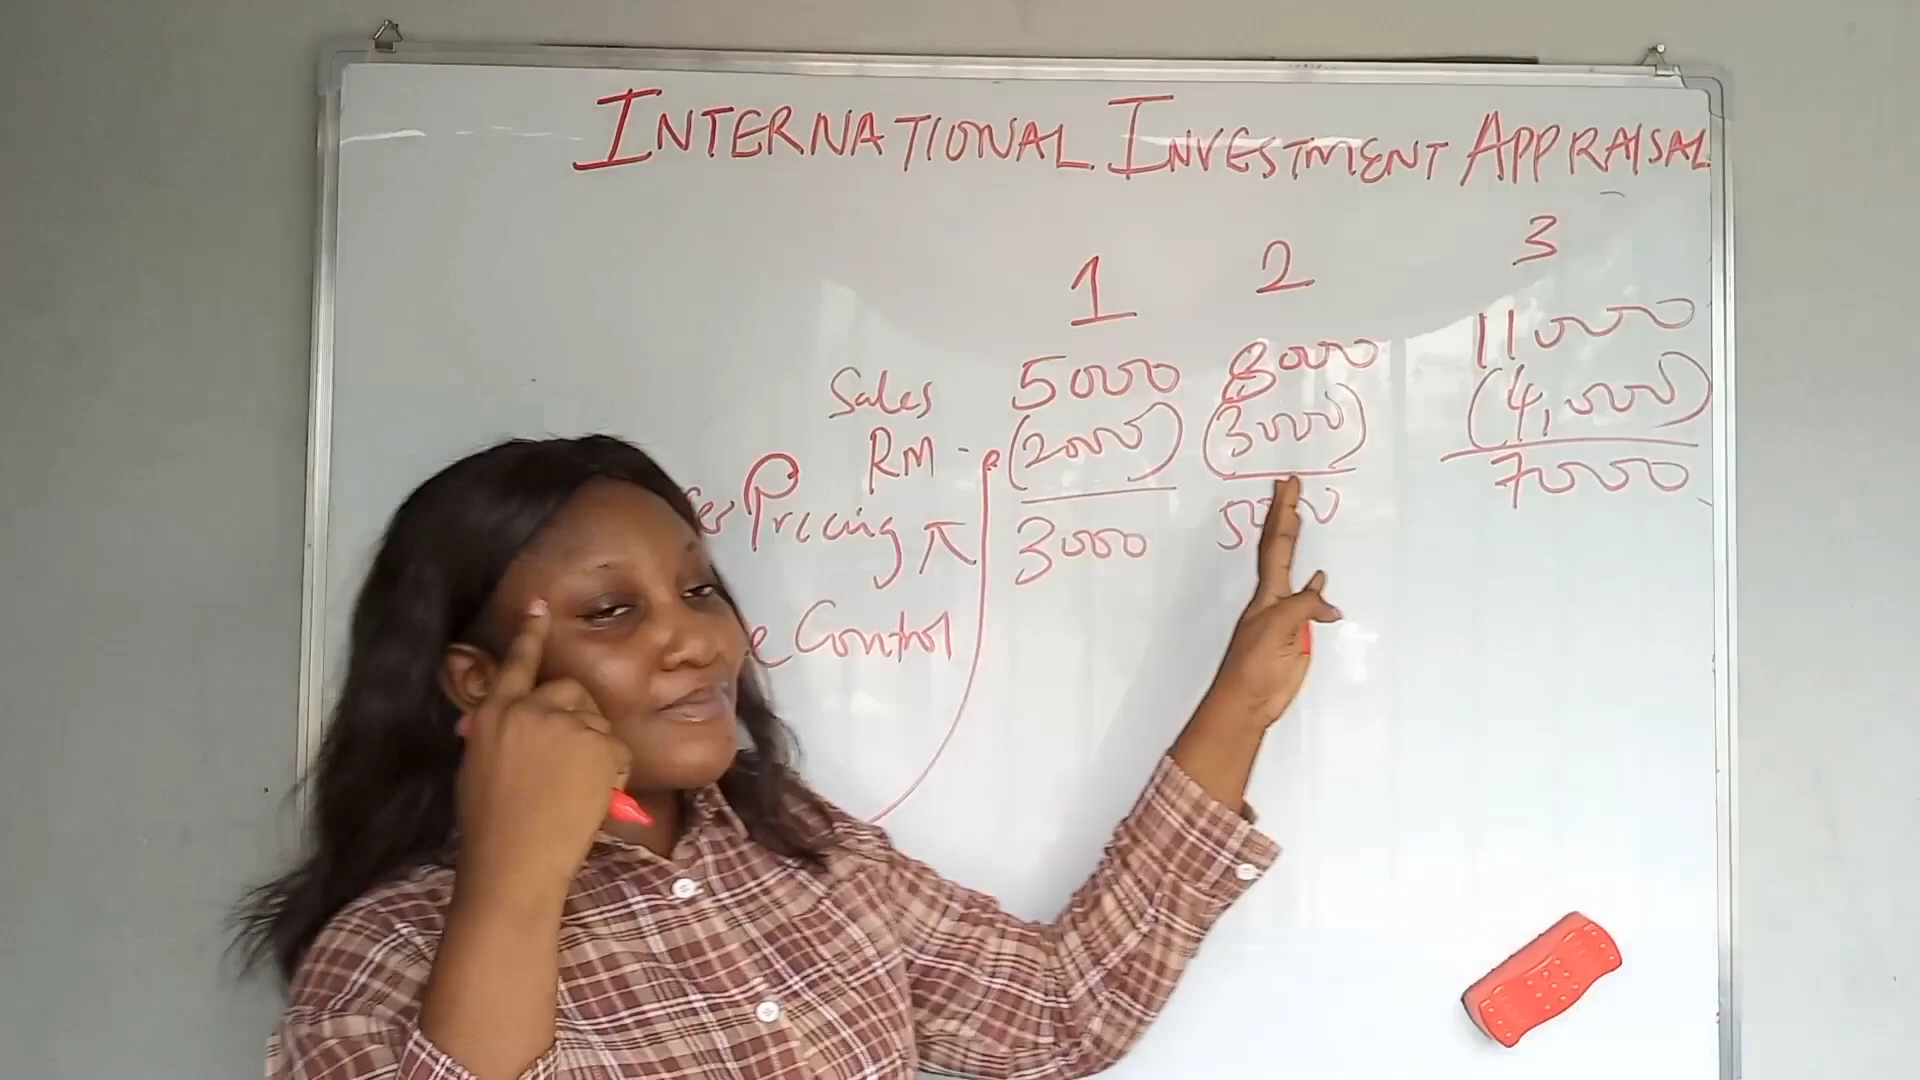 INTERNATIONAL INVESTMENT APPRAISAL
1 2 3
Sales 5000 8000 11000
RM - (2000) (3000) (4,000)
Pricing π 3000 5000 7000
Control